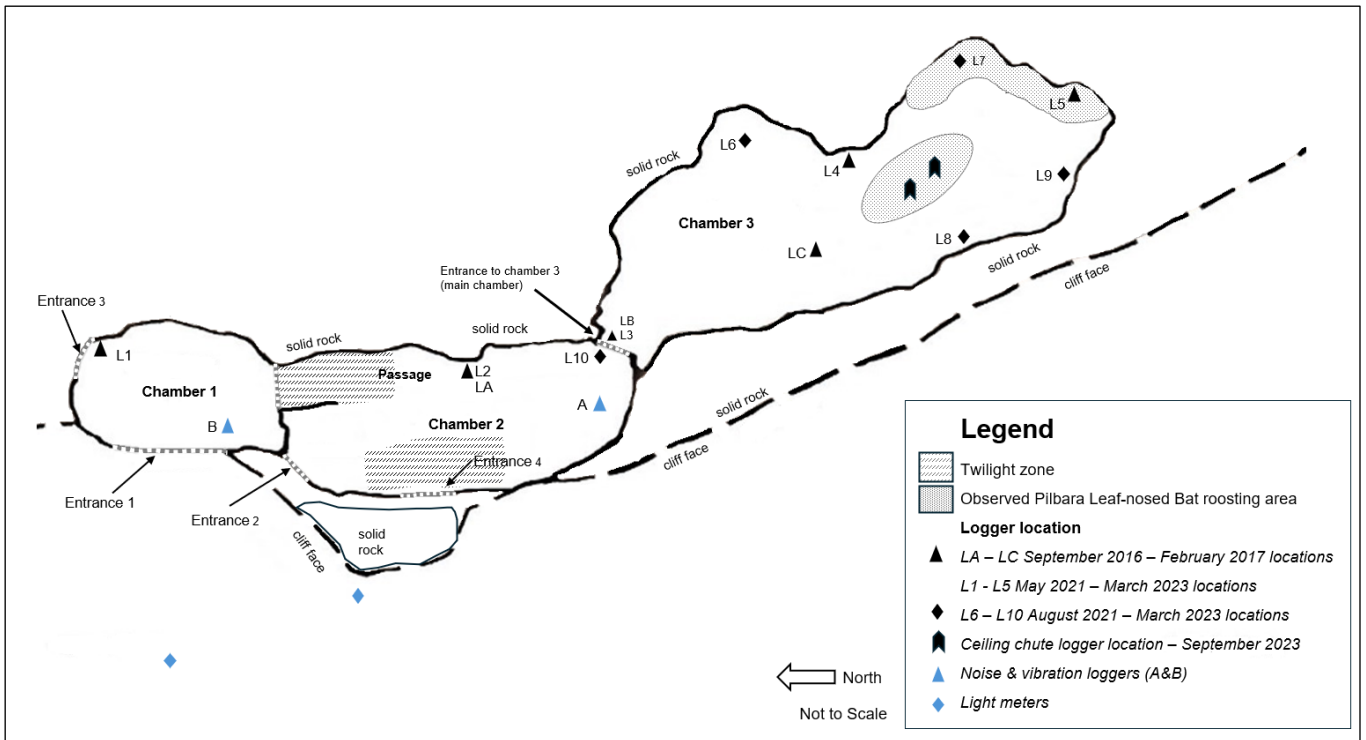 L7
L5
L6
solid rock
L4
L9
Chamber 3
L8
LC
solid rock
cliff face
Entrance to chamber 3
(main chamber)
Entrance 3
LB
L3
solid rock
solid rock
L1
L10
Passage
L2
LA
Chamber 1
solid rock
A
B
Chamber 2
cliff face
Entrance 4
Entrance 1
Entrance 2
solid
rock
cliff face
North
Not to Scale
Legend
Twilight zone
Observed Pilbara Leaf-nosed Bat roosting area
Logger location
LA – LC September 2016 – February 2017 locations
L1 - L5 May 2021 – March 2023 locations
L6 – L10 August 2021 – March 2023 locations
Ceiling chute logger location – September 2023
Noise & vibration loggers (A&B)
Light meters